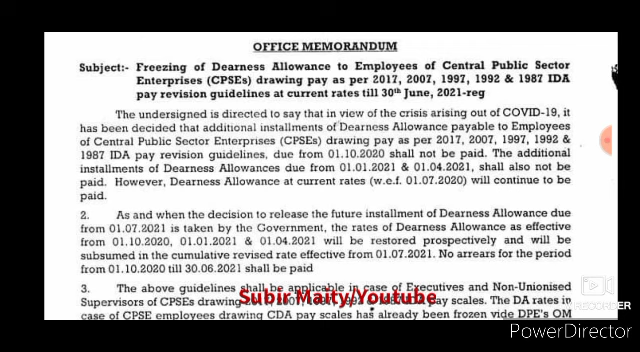 OFFICE MEMORANDUM
Subject:- Freezing of Dearness Allowance to Employees of Central Public Sector
Enterprises (CPSEs) drawing pay as per 2017, 2007, 1997, 1992 & 1987 IDA
pay revision guidelines at current rates till 30th June, 2021-reg
The undersigned is directed to say that in view of the crisis arising out of COVID-19, it
has been decided that additional installments of Dearness Allowance payable to Employees
of Central Public Sector Enterprises (CPSEs) drawing pay as per 2017, 2007, 1997, 1992 &
1987 IDA pay revision guidelines, due from 01.10.2020 shall not be paid. The additional
installments of Dearness Allowances due from 01.01.2021 & 01.04.2021, shall also not be
paid. However, Dearness Allowance at current rates (w.e.f. 01.07.2020) will continue to be
paid.
2. As and when the decision to release the future installment of Dearness Allowance due
from 01.07.2021 is taken by the Government, the rates of Dearness Allowance as effective
from 01.10.2020, 01.01.2021 & 01.04.2021 will be restored prospectively and will be
subsumed in the cumulative revised rate effective from 01.07.2021. No arrears for the period
from 01.10.2020 till 30.06.2021 shall be paid
3. The above guidelines shall be applicable in case of Executives and Non-Unionised
Supervisors of CPSEs drawing pay scales. The DA rates in
Subir Maity/Youtube
case of CPSE employees drawing CDA pay scales has already been frozen vide DPE's OM
RECORDER
PowerDirector